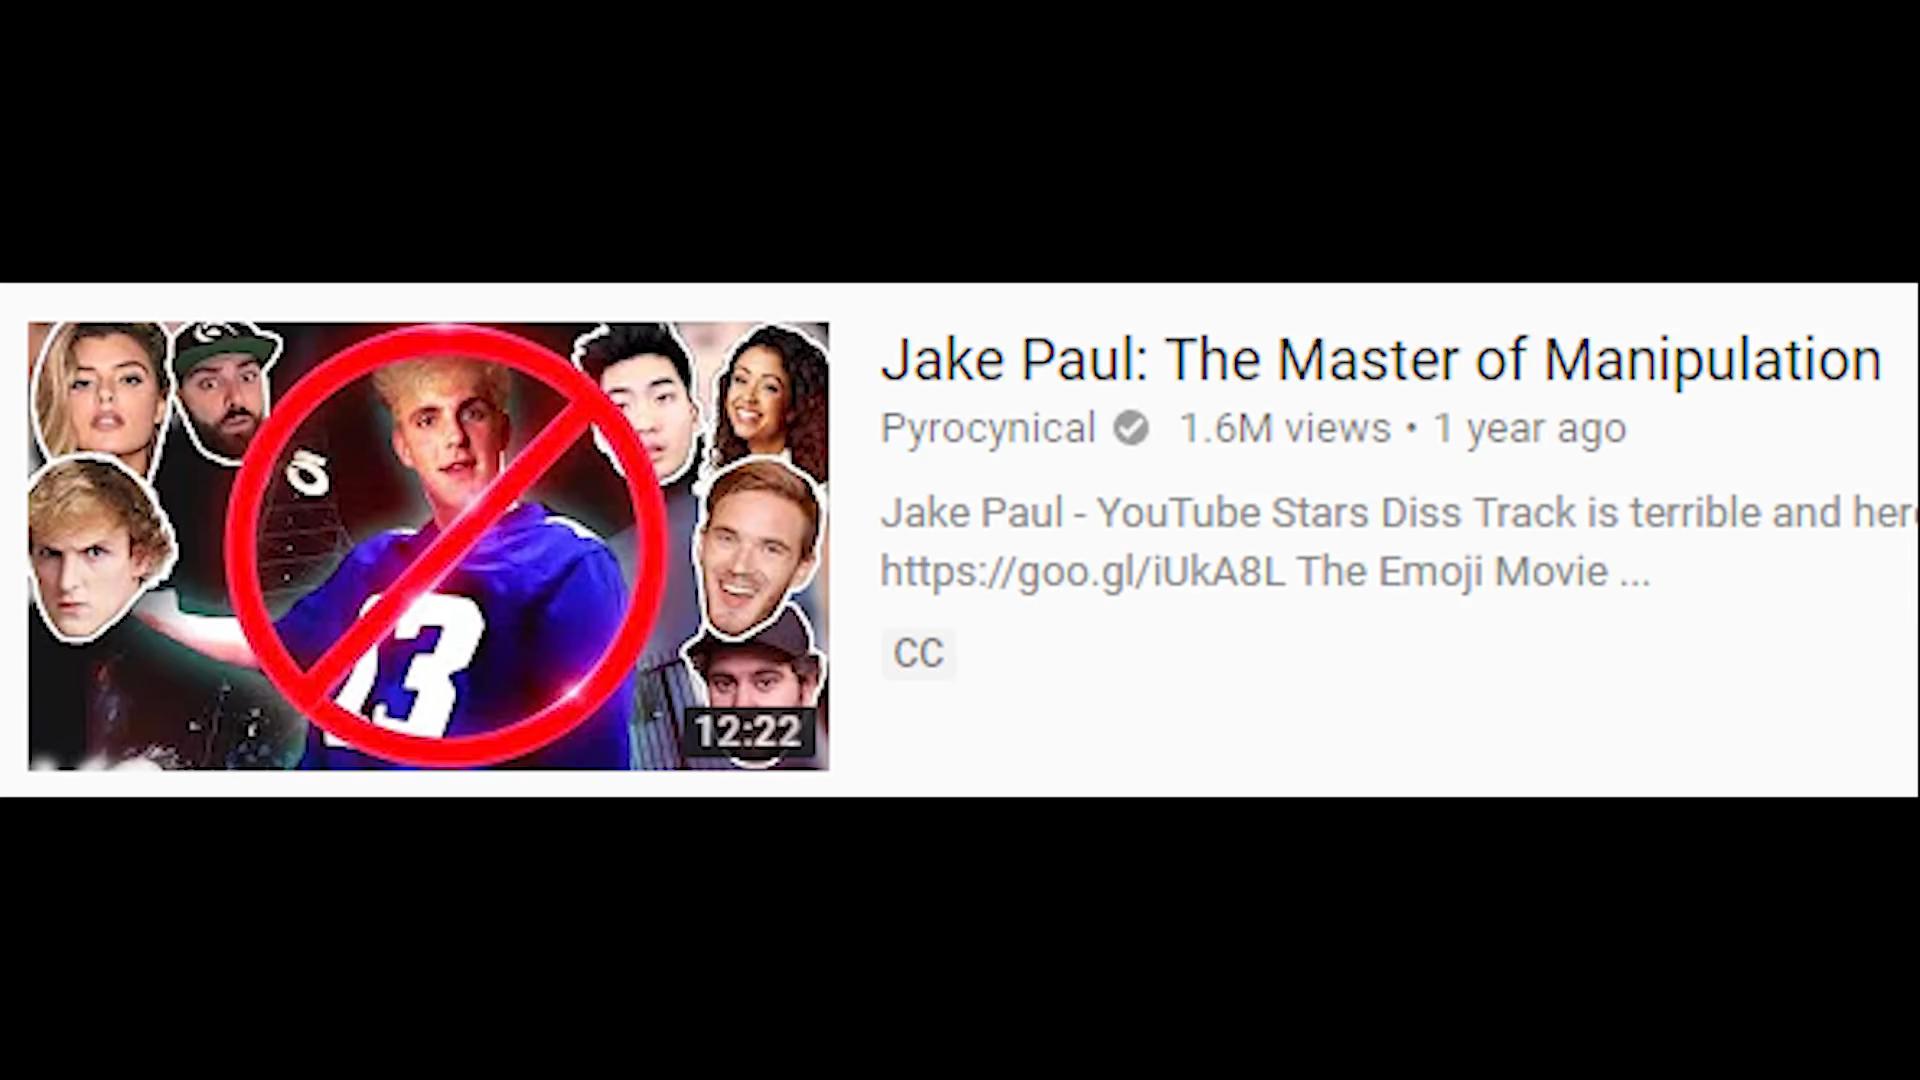 Jake Paul: The Master of Manipulation
Pyrocynical 1.6M views • 1 year ago
Jake Paul - YouTube Stars Diss Track is terrible and her
https://goo.gl/iUkA8L The Emoji Movie ...
CC
13
12:22